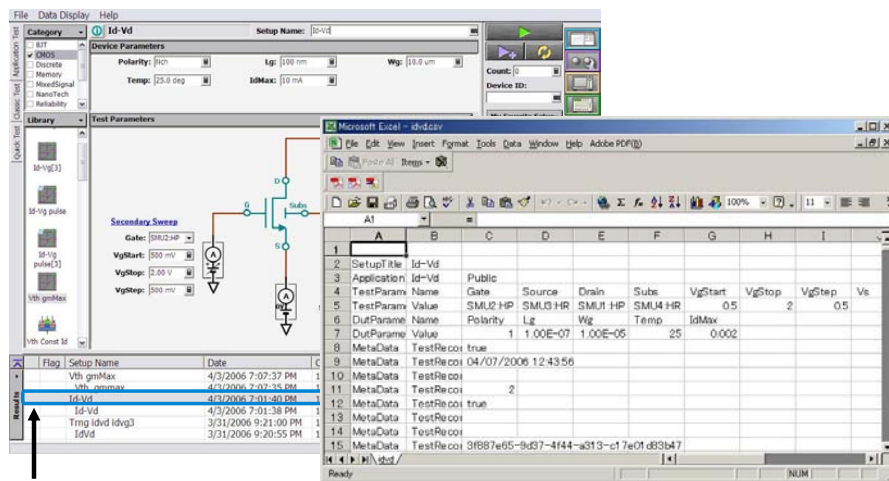 File Data Display Help
Category
Id-Vd
Setup Name: Id-Vd
BJT
CMOS
Discrete
Memory
MixedSignal
NanoTech
Reliability
Application Test
Classic Test
Quick Test
Device Parameters
Polarity: Nch
Lg: 100 nm
Wg: 10.0 um
Temp: 25.0 deg
IdMax: 10 mA
Count: 0
Device ID:
Library
Test Parameters
Id-Vg[3]
Id-Vg pulse
Id-Vg
pulse[3]
Vth gmMax
Vth Const Id
D
G
Subs
S
A
A
Secondary Sweep
Gate: SMU2:HP
VgStart: 500 mV
VgStop: 2.00 V
VgStep: 500 mV
Results
Flag Setup Name Date
Vth gmMax 4/3/2006 7:07:37 PM
Vth gmmax 4/3/2006 7:07:35 PM
Id-Vd 4/3/2006 7:01:40 PM
Id-Vd 4/3/2006 7:01:38 PM
Trng idvd idvg3 3/31/2006 9:21:00 PM
IdVd 3/31/2006 9:20:55 PM
Microsoft Excel - idvd.csv
File Edit View Insert Format Tools Data Window Help Adobe PDF(B)
Paste All Items
100% 11
A1 =
A B C D E F G H I
1
2 SetupTitle Id-Vd
3 Application Id-Vd Public
4 TestParam Name Gate Source Drain Subs VgStart VgStop VgStep Vs
5 TestParam Value SMU2:HP SMU3:HR SMU1:HP SMU4:HR 0.5 2 0.5
6 DutParame Name Polarity Lg Wg Temp IdMax
7 DutParame Value 1 1.00E-07 1.00E-05 25 0.002
8 MetaData TestRecor true
9 MetaData TestRecor 04/07/2006 12:43:56
10 MetaData TestRecor
11 MetaData TestRecor 2
12 MetaData TestRecor true
13 MetaData TestRecor
14 MetaData TestRecor
15 MetaData TestRecor 3f887e65-9d37-4f44-a313-c17e01d83b47
idvd
Ready NUM